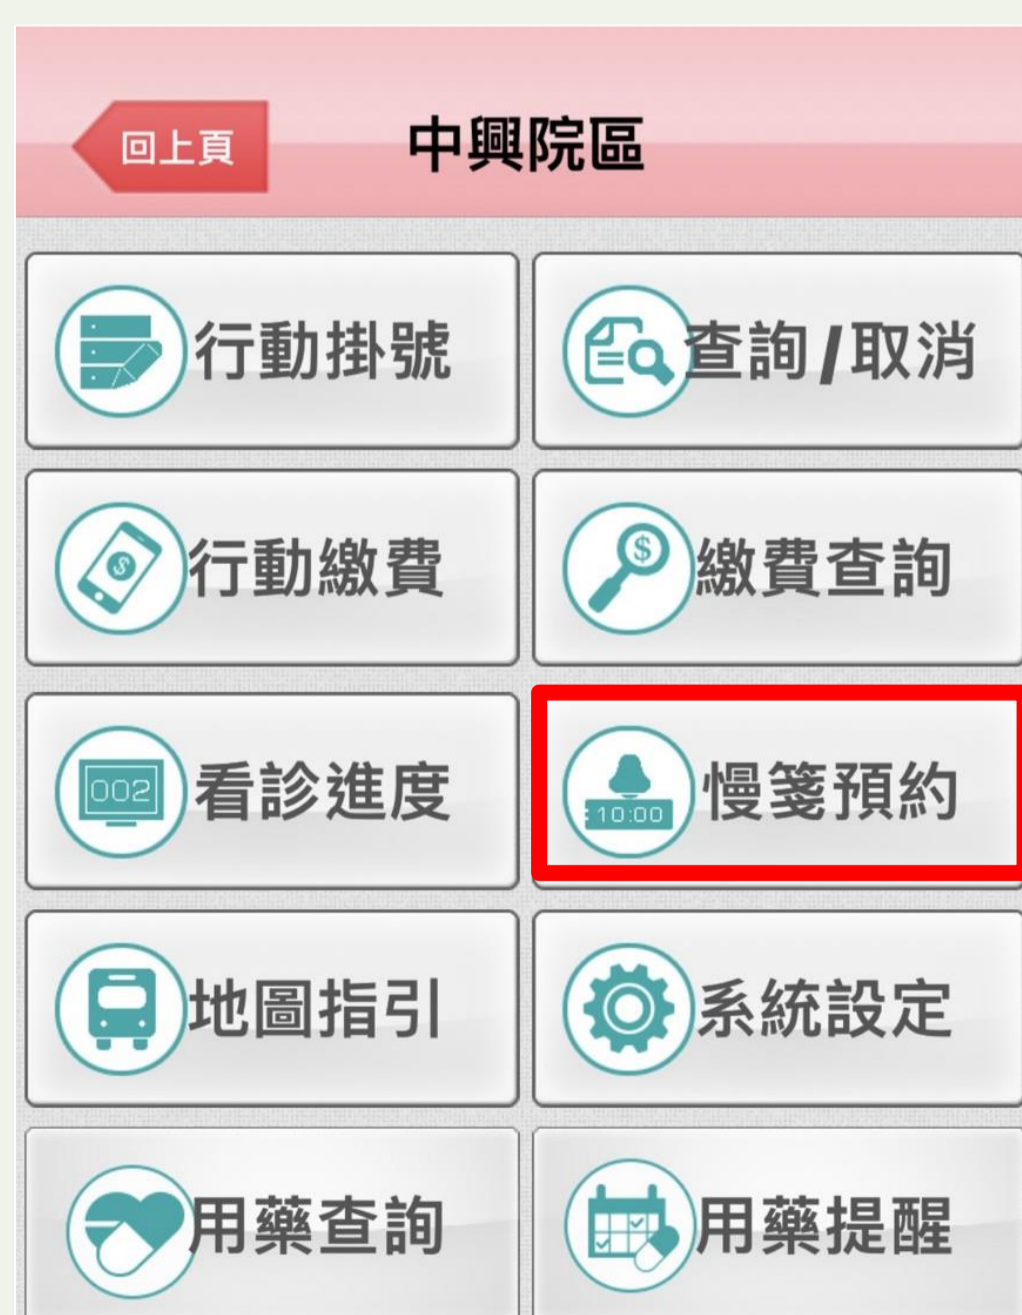 回上頁
中興院區
行動掛號
查詢/取消
行動繳費
繳費查詢
002
看診進度
10:00
慢箋預約
地圖指引
系統設定
用藥查詢
用藥提醒